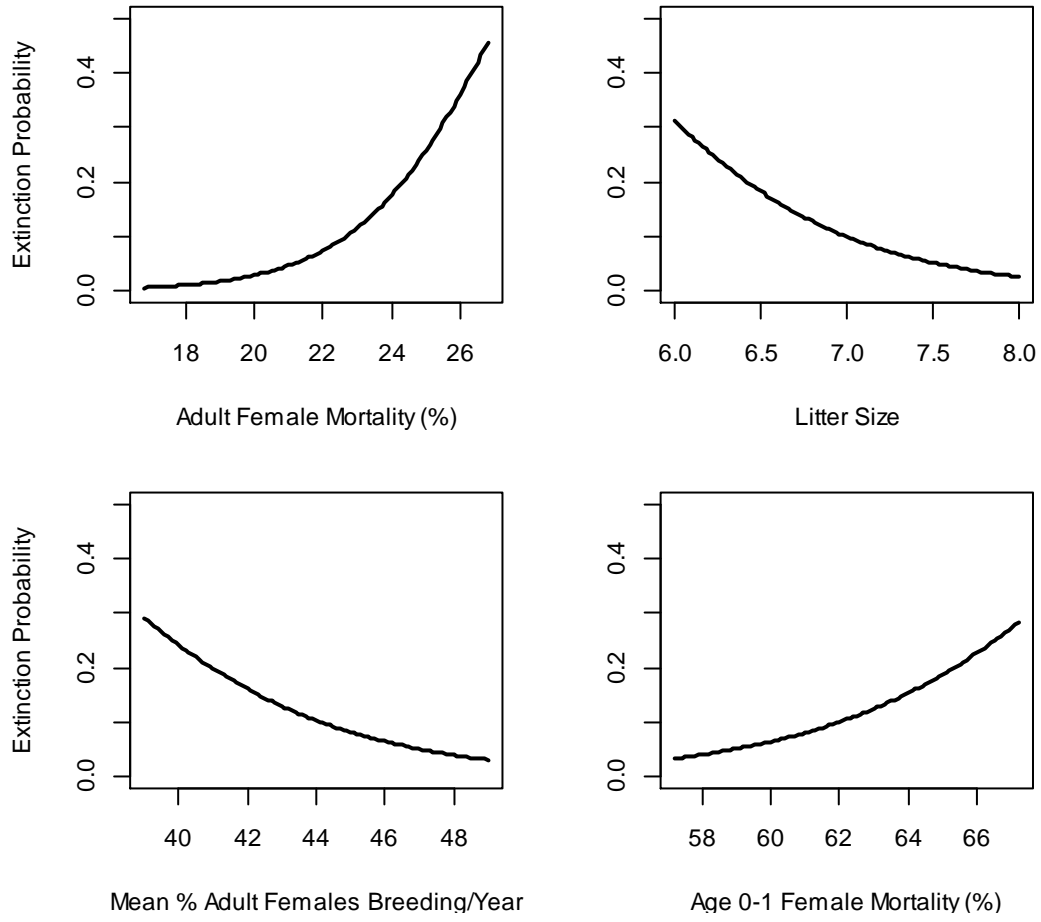 Extinction Probability
0.0 0.2 0.4
18 20 22 24 26
Adult Female Mortality (%)
0.0 0.2 0.4
6.0 6.5 7.0 7.5 8.0
Litter Size
Extinction Probability
0.0 0.2 0.4
40 42 44 46 48
Mean % Adult Females Breeding/Year
0.0 0.2 0.4
58 60 62 64 66
Age 0-1 Female Mortality (%)